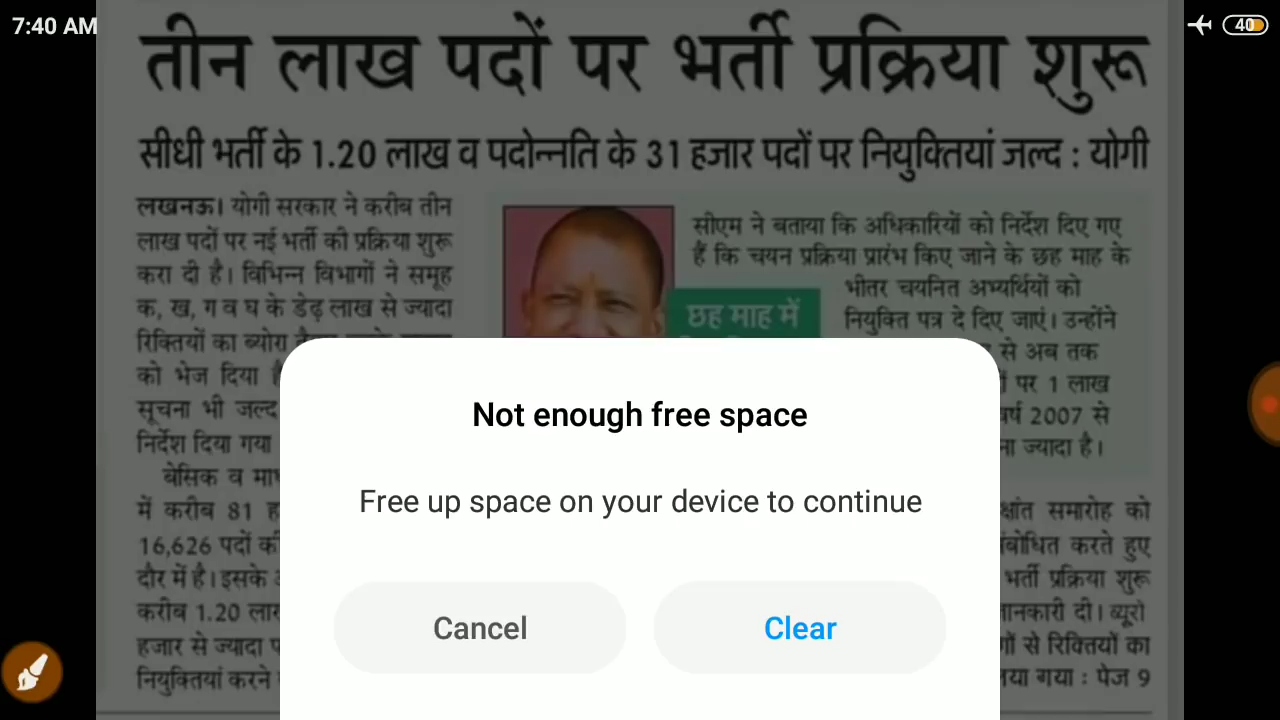 7:40 AM
40
तीन लाख पदों पर भर्ती प्रक्रिया शुरू
सीधी भर्ती के 1.20 लाख व पदोन्नति के 31 हजार पदों पर नियुक्तियां जल्द : योगी
लखनऊ। योगी सरकार ने करीब तीन
लाख पदों पर नई भर्ती की प्रक्रिया शुरू
करा दी है। विभिन्न विभागों ने समूह
क, ख, ग व घ के डेढ़ लाख से ज्यादा
रिक्तियों का ब्योरा
को भेज दिया
सूचना भी जल्द
निर्देश दिया गया
बेसिक व
में करीब 81
16,626 पदों
दौर में है। इसके
करीब 1.20
हजार से ज्यादा
नियुक्तियां करने
सीएम ने बताया कि अधिकारियों को निर्देश दिए गए
हैं कि चयन प्रक्रिया प्रारंभ किए जाने के छह माह के
भीतर चयनित अभ्यर्थियों को
नियुक्ति पत्र दे दिए जाएं। उन्होंने
से अब तक
पर 1 लाख
2007 से
ज्यादा है।
छह माह में
समारोह को
करते हुए
भर्ती प्रक्रिया शुरू
दी। ब्यूरो
से रिक्तियों का
गया : पेज 9
Not enough free space
Free up space on your device to continue
Cancel
Clear